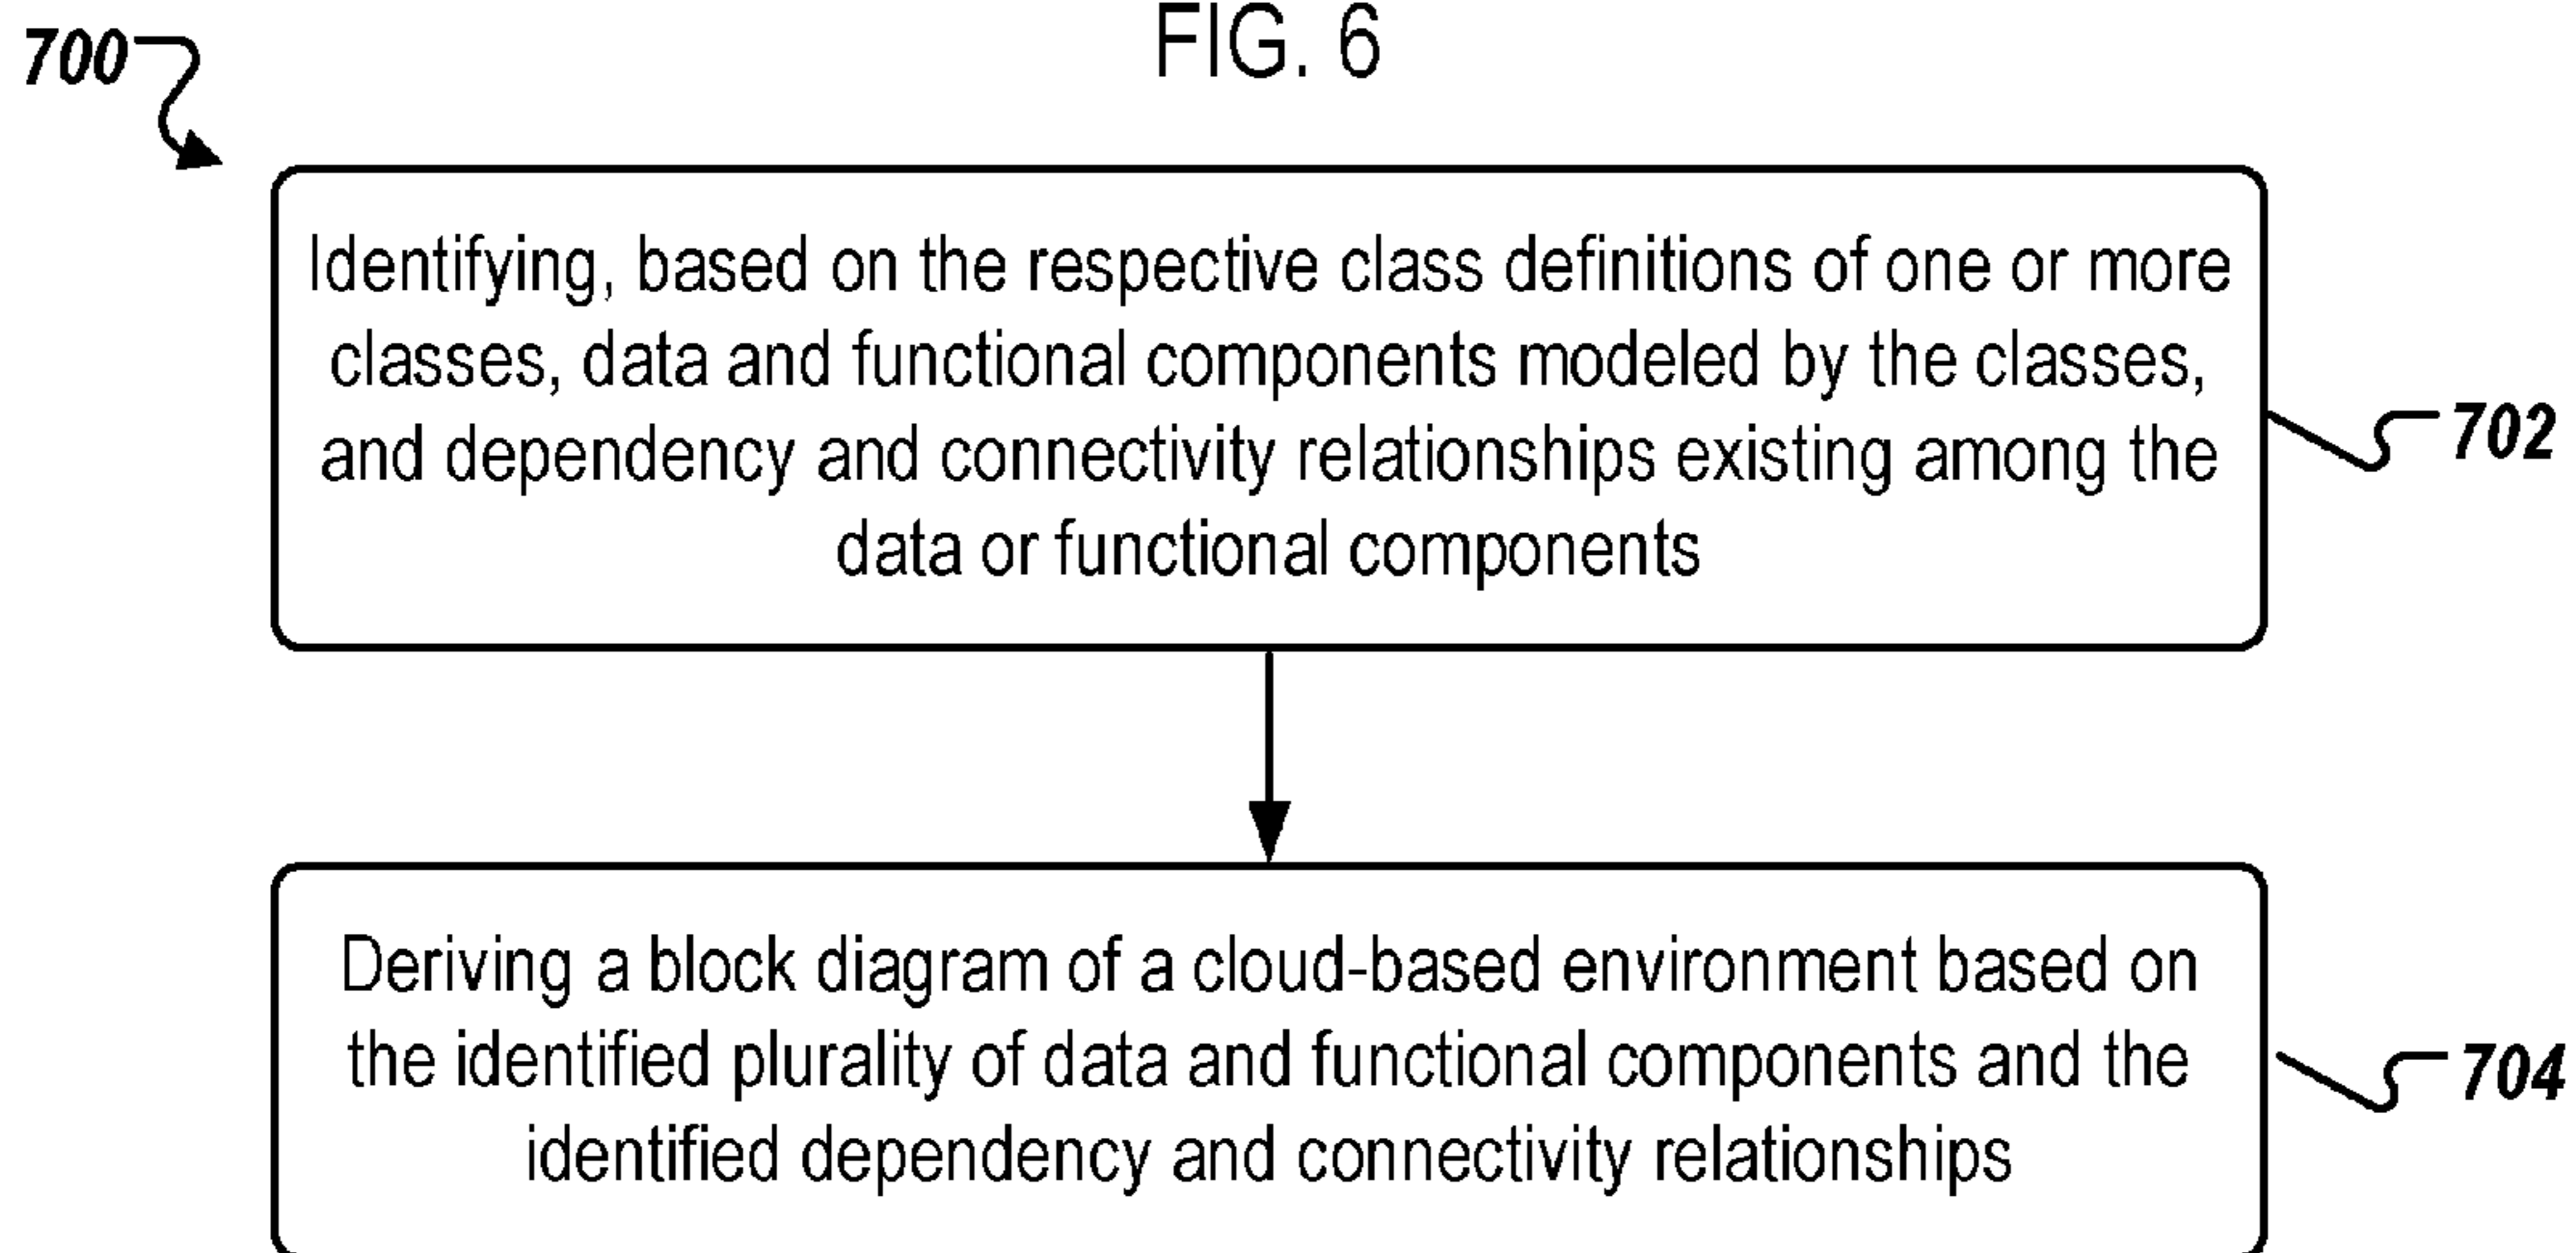 FIG. 6
700
Identifying, based on the respective class definitions of one or more
classes, data and functional components modeled by the classes,
and dependency and connectivity relationships existing among the
data or functional components
702
Deriving a block diagram of a cloud-based environment based on
the identified plurality of data and functional components and the
identified dependency and connectivity relationships
704